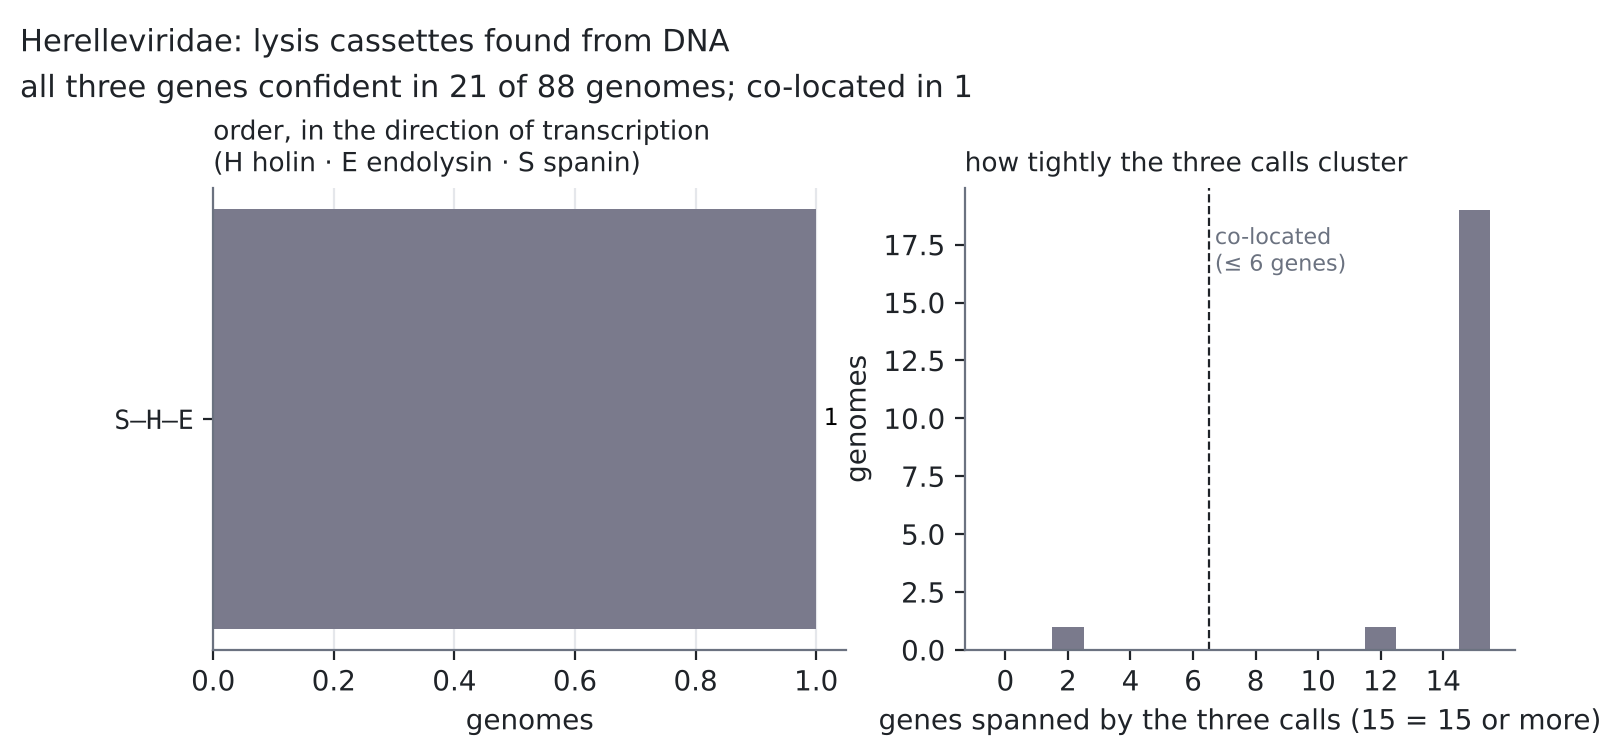 Herelleviridae: lysis cassettes found from DNA
all three genes confident in 21 of 88 genomes; co-located in 1
order, in the direction of transcription
(H holin · E endolysin · S spanin)
S—H—E
1
0.0 0.2 0.4 0.6 0.8 1.0
genomes
how tightly the three calls cluster
co-located
(≤ 6 genes)
genomes
17.5
15.0
12.5
10.0
7.5
5.0
2.5
0.0
0 2 4 6 8 10 12 14
genes spanned by the three calls (15 = 15 or more)